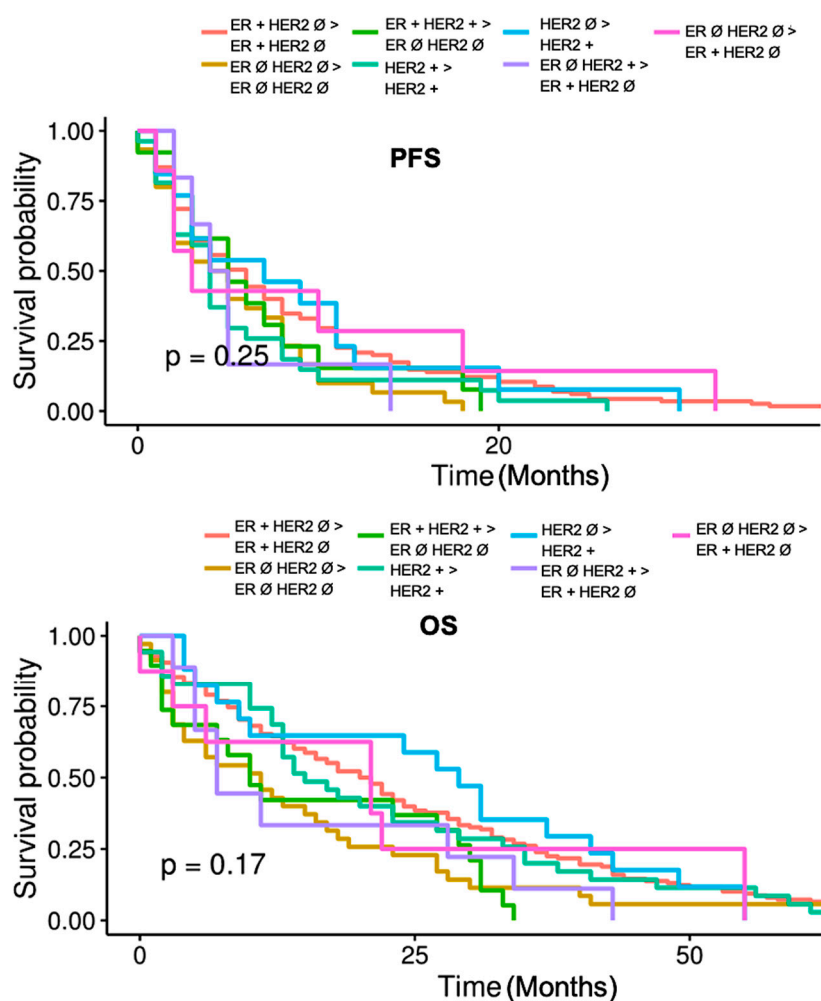 ER + HER2 Ø >
ER + HER2 Ø
ER Ø HER2 Ø >
ER Ø HER2 Ø
ER + HER2 + >
ER Ø HER2 Ø
HER2 + >
HER2 +
HER2 Ø >
HER2 +
ER Ø HER2 + >
ER + HER2 Ø
ER Ø HER2 Ø >
ER + HER2 Ø
PFS
Survival probability
1.00
0.75
0.50
0.25
0.00
p = 0.25
0
20
Time (Months)
ER + HER2 Ø >
ER + HER2 Ø
ER Ø HER2 Ø >
ER Ø HER2 Ø
ER + HER2 + >
ER Ø HER2 Ø
HER2 + >
HER2 +
HER2 Ø >
HER2 +
ER Ø HER2 + >
ER + HER2 Ø
ER Ø HER2 Ø >
ER + HER2 Ø
OS
Survival probability
1.00
0.75
0.50
0.25
0.00
p = 0.17
0
25
50
Time (Months)